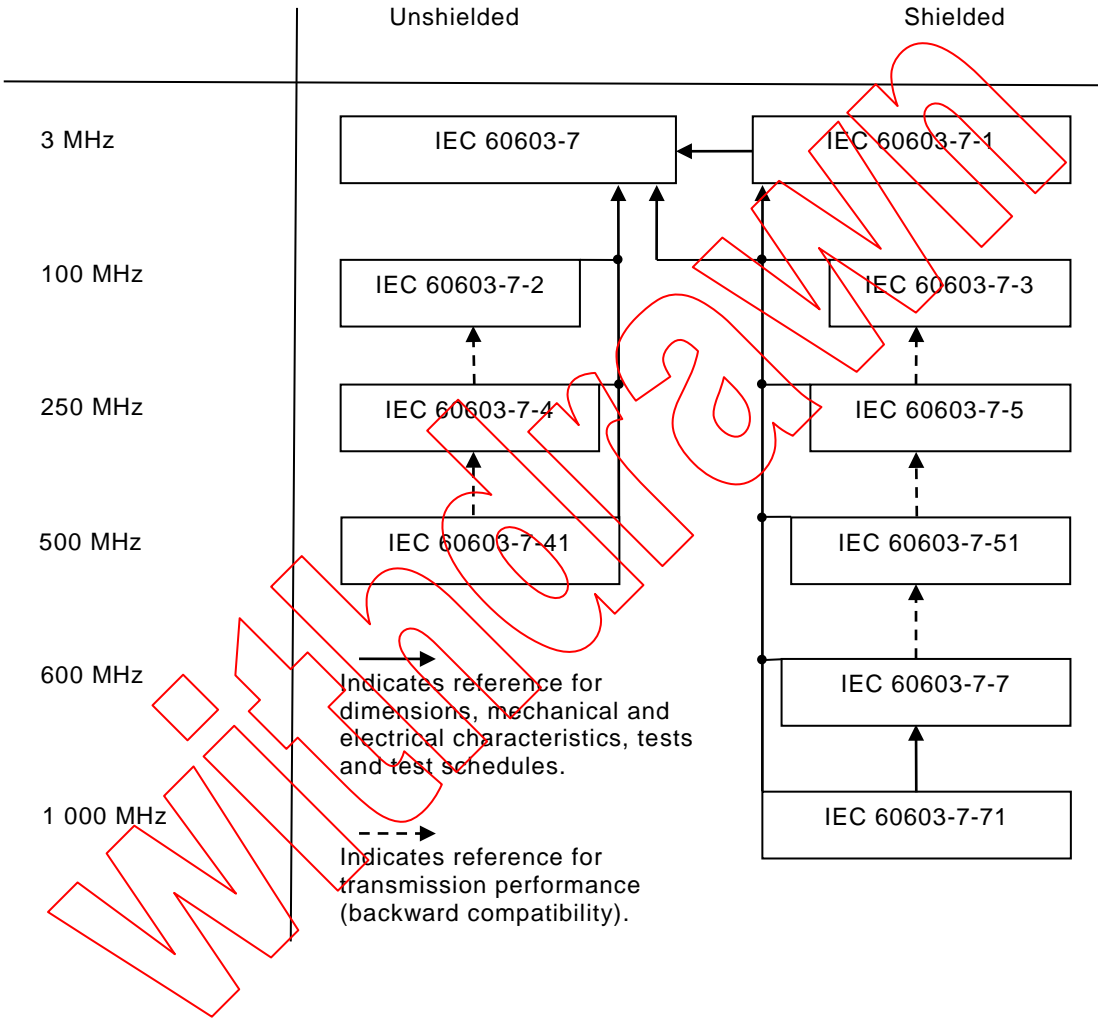 Unshielded Shielded
3 MHz IEC 60603-7 IEC 60603-7-1
100 MHz IEC 60603-7-2 IEC 60603-7-3
250 MHz IEC 60603-7-4 IEC 60603-7-5
500 MHz IEC 60603-7-41 IEC 60603-7-51
600 MHz IEC 60603-7-7
Indicates reference for
dimensions, mechanical and
electrical characteristics, tests
and test schedules.
1 000 MHz IEC 60603-7-71
Indicates reference for
transmission performance
(backward compatibility).
Withdrawn